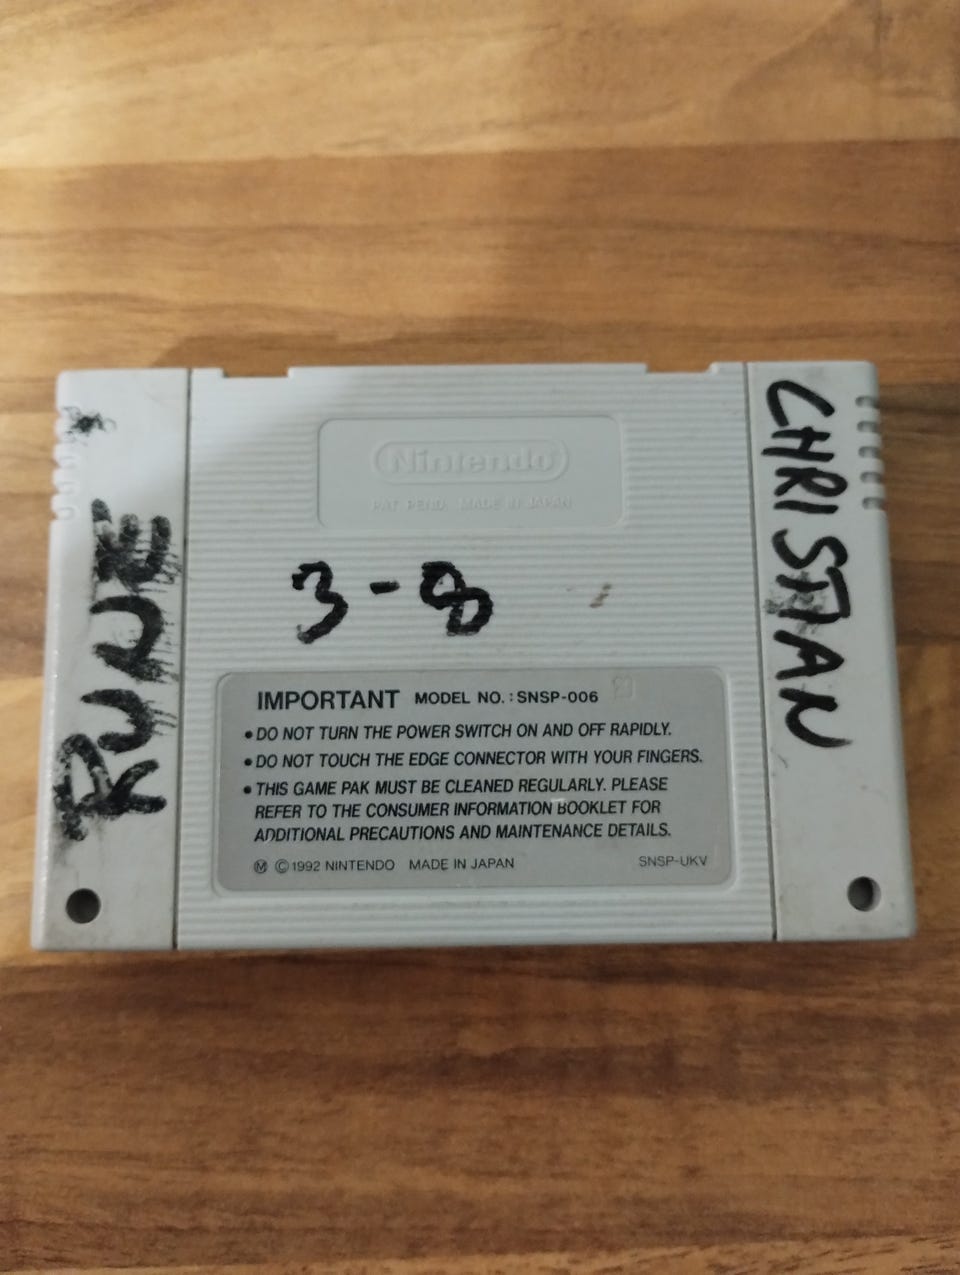 Nintendo
PAT. PEND. MADE IN JAPAN
RUNE
3-8
CHRISTIAN
IMPORTANT MODEL NO.: SNSP-006
• DO NOT TURN THE POWER SWITCH ON AND OFF RAPIDLY.
• DO NOT TOUCH THE EDGE CONNECTOR WITH YOUR FINGERS.
• THIS GAME PAK MUST BE CLEANED REGULARLY. PLEASE
REFER TO THE CONSUMER INFORMATION BOOKLET FOR
ADDITIONAL PRECAUTIONS AND MAINTENANCE DETAILS.
Ⓜ © 1992 NINTENDO MADE IN JAPAN SNSP-UKV